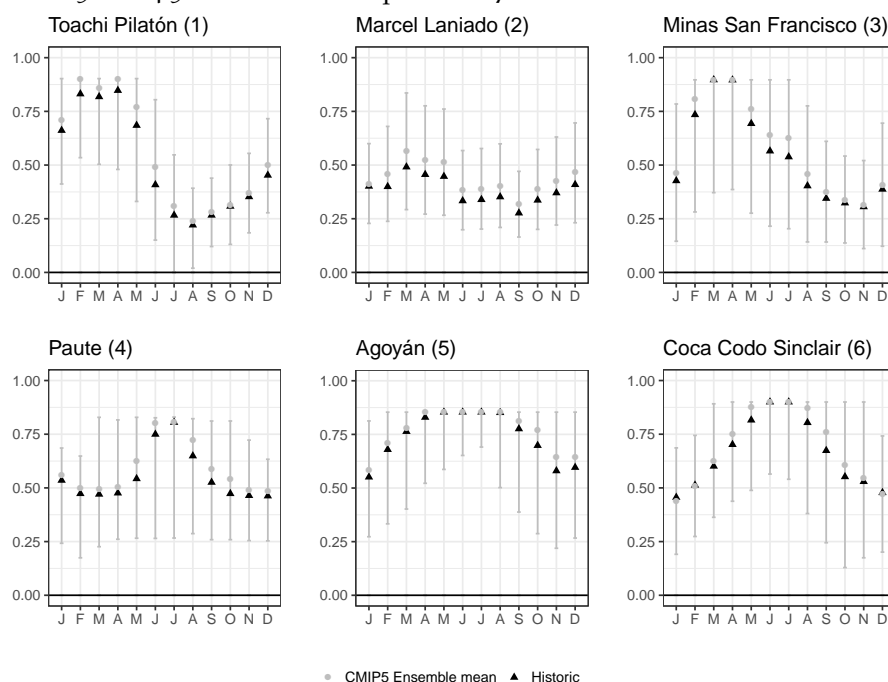 Toachi Pilatón (1) Marcel Laniado (2) Minas San Francisco (3)
1.00 1.00 1.00
0.75 0.75 0.75
0.50 0.50 0.50
0.25 0.25 0.25
0.00 0.00 0.00
J F M A M J J A S O N D J F M A M J J A S O N D J F M A M J J A S O N D
Paute (4) Agoyán (5) Coca Codo Sinclair (6)
1.00 1.00 1.00
0.75 0.75 0.75
0.50 0.50 0.50
0.25 0.25 0.25
0.00 0.00 0.00
J F M A M J J A S O N D J F M A M J J A S O N D J F M A M J J A S O N D
CMIP5 Ensemble mean Historic